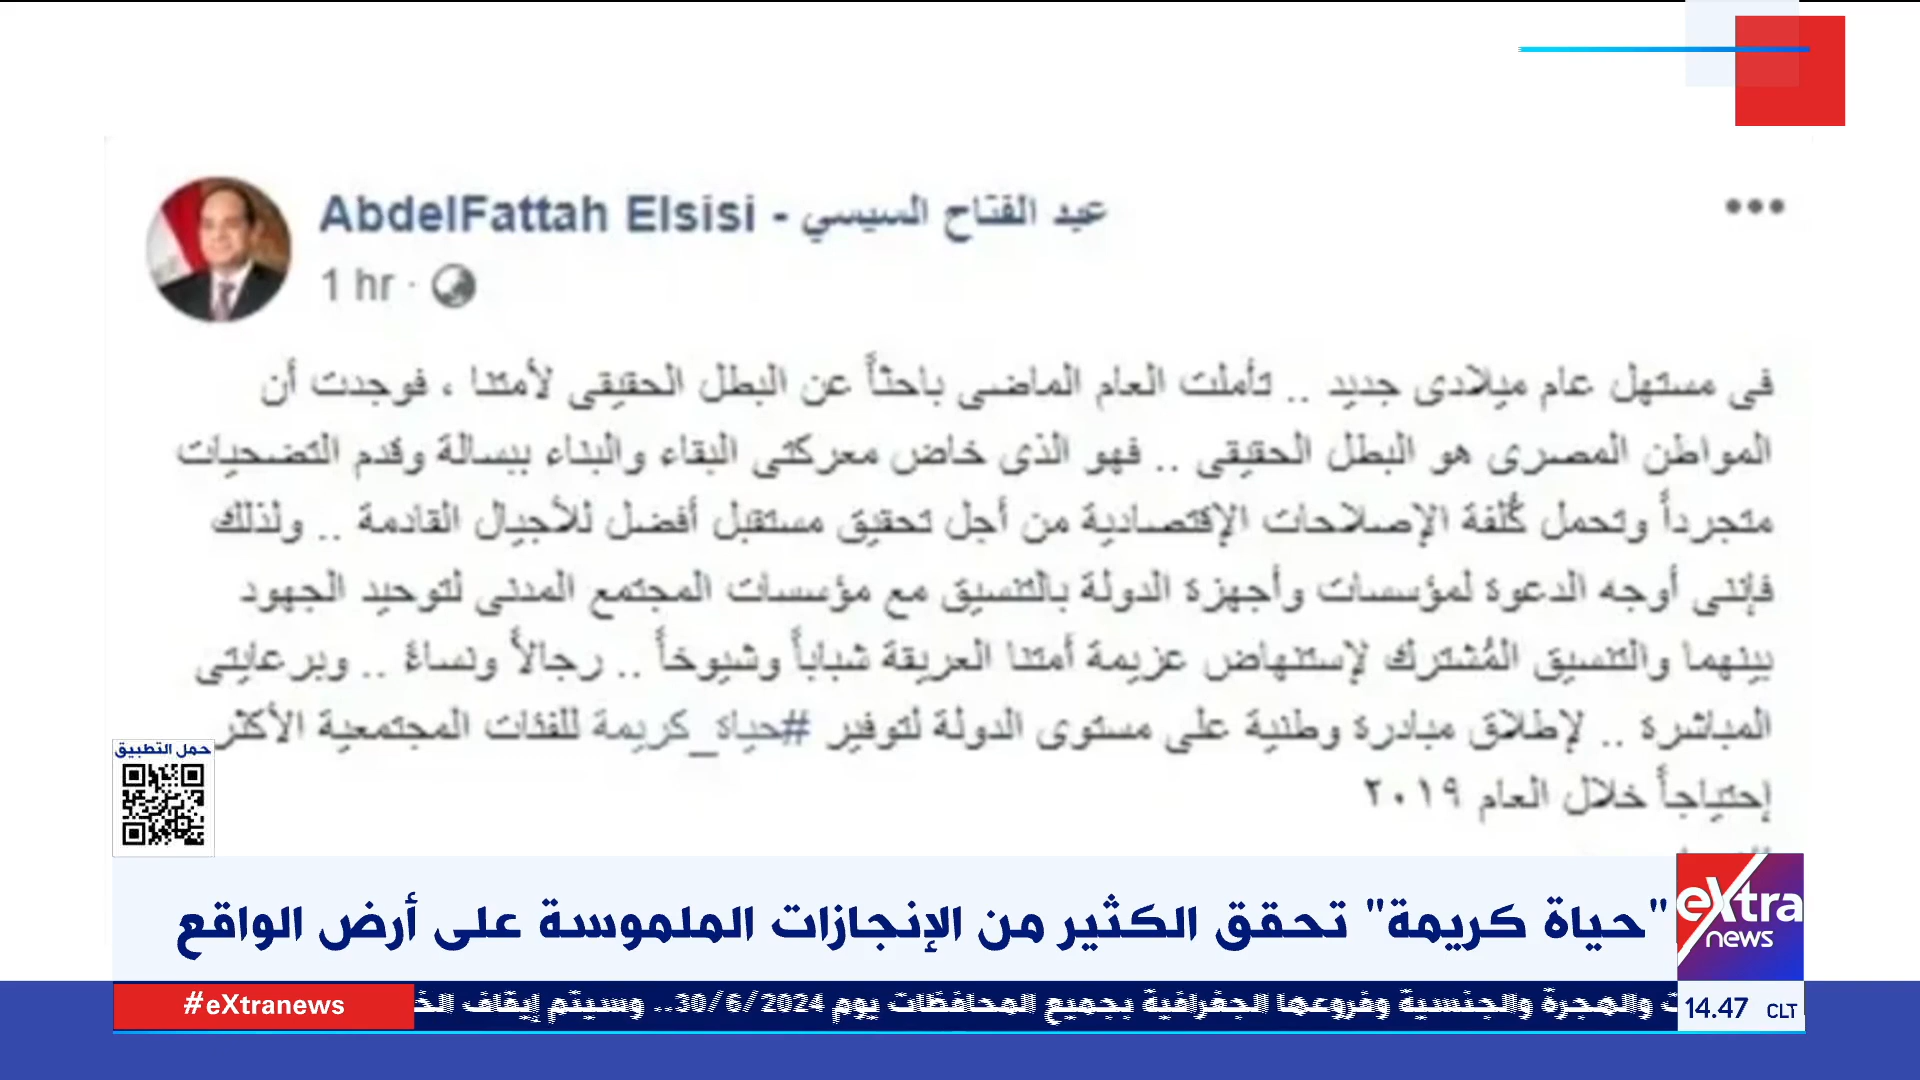 AbdelFattah Elsisi - عبد الفتاح السيسي
1 hr ·
فى مستهل عام ميلادى جديد .. تأملت العام الماضى باحثاً عن البطل الحقيقى لأمتنا ، فوجدت أن
المواطن المصرى هو البطل الحقيقى .. فهو الذى خاض معركتى البقاء والبناء ببسالة وقدم التضحيات
متجرداً وتحمل كُلفة الإصلاحات الإقتصادية من أجل تحقيق مستقبل أفضل للأجيال القادمة .. ولذلك
فإننى أوجه الدعوة لمؤسسات وأجهزة الدولة بالتنسيق مع مؤسسات المجتمع المدنى لتوحيد الجهود
بينهما والتنسيق المُشترك لإستنهاض عزيمة أمتنا العريقة شباباً وشيوخاً .. رجالاً ونساءً .. وبرعايتى
المباشرة .. لإطلاق مبادرة وطنية على مستوى الدولة لتوفير #حياة_كريمة للفئات المجتمعية الأكثر
إحتياجاً خلال العام ٢٠١٩
حمل التطبيق
"حياة كريمة" تحقق الكثير من الإنجازات الملموسة على أرض الواقع
eXtra news
#eXtranews
والهجرة والجنسية وفروعها الجغرافية بجميع المحافظات يوم 30/6/2024.. وسيتم إيقاف
14.47 CLT